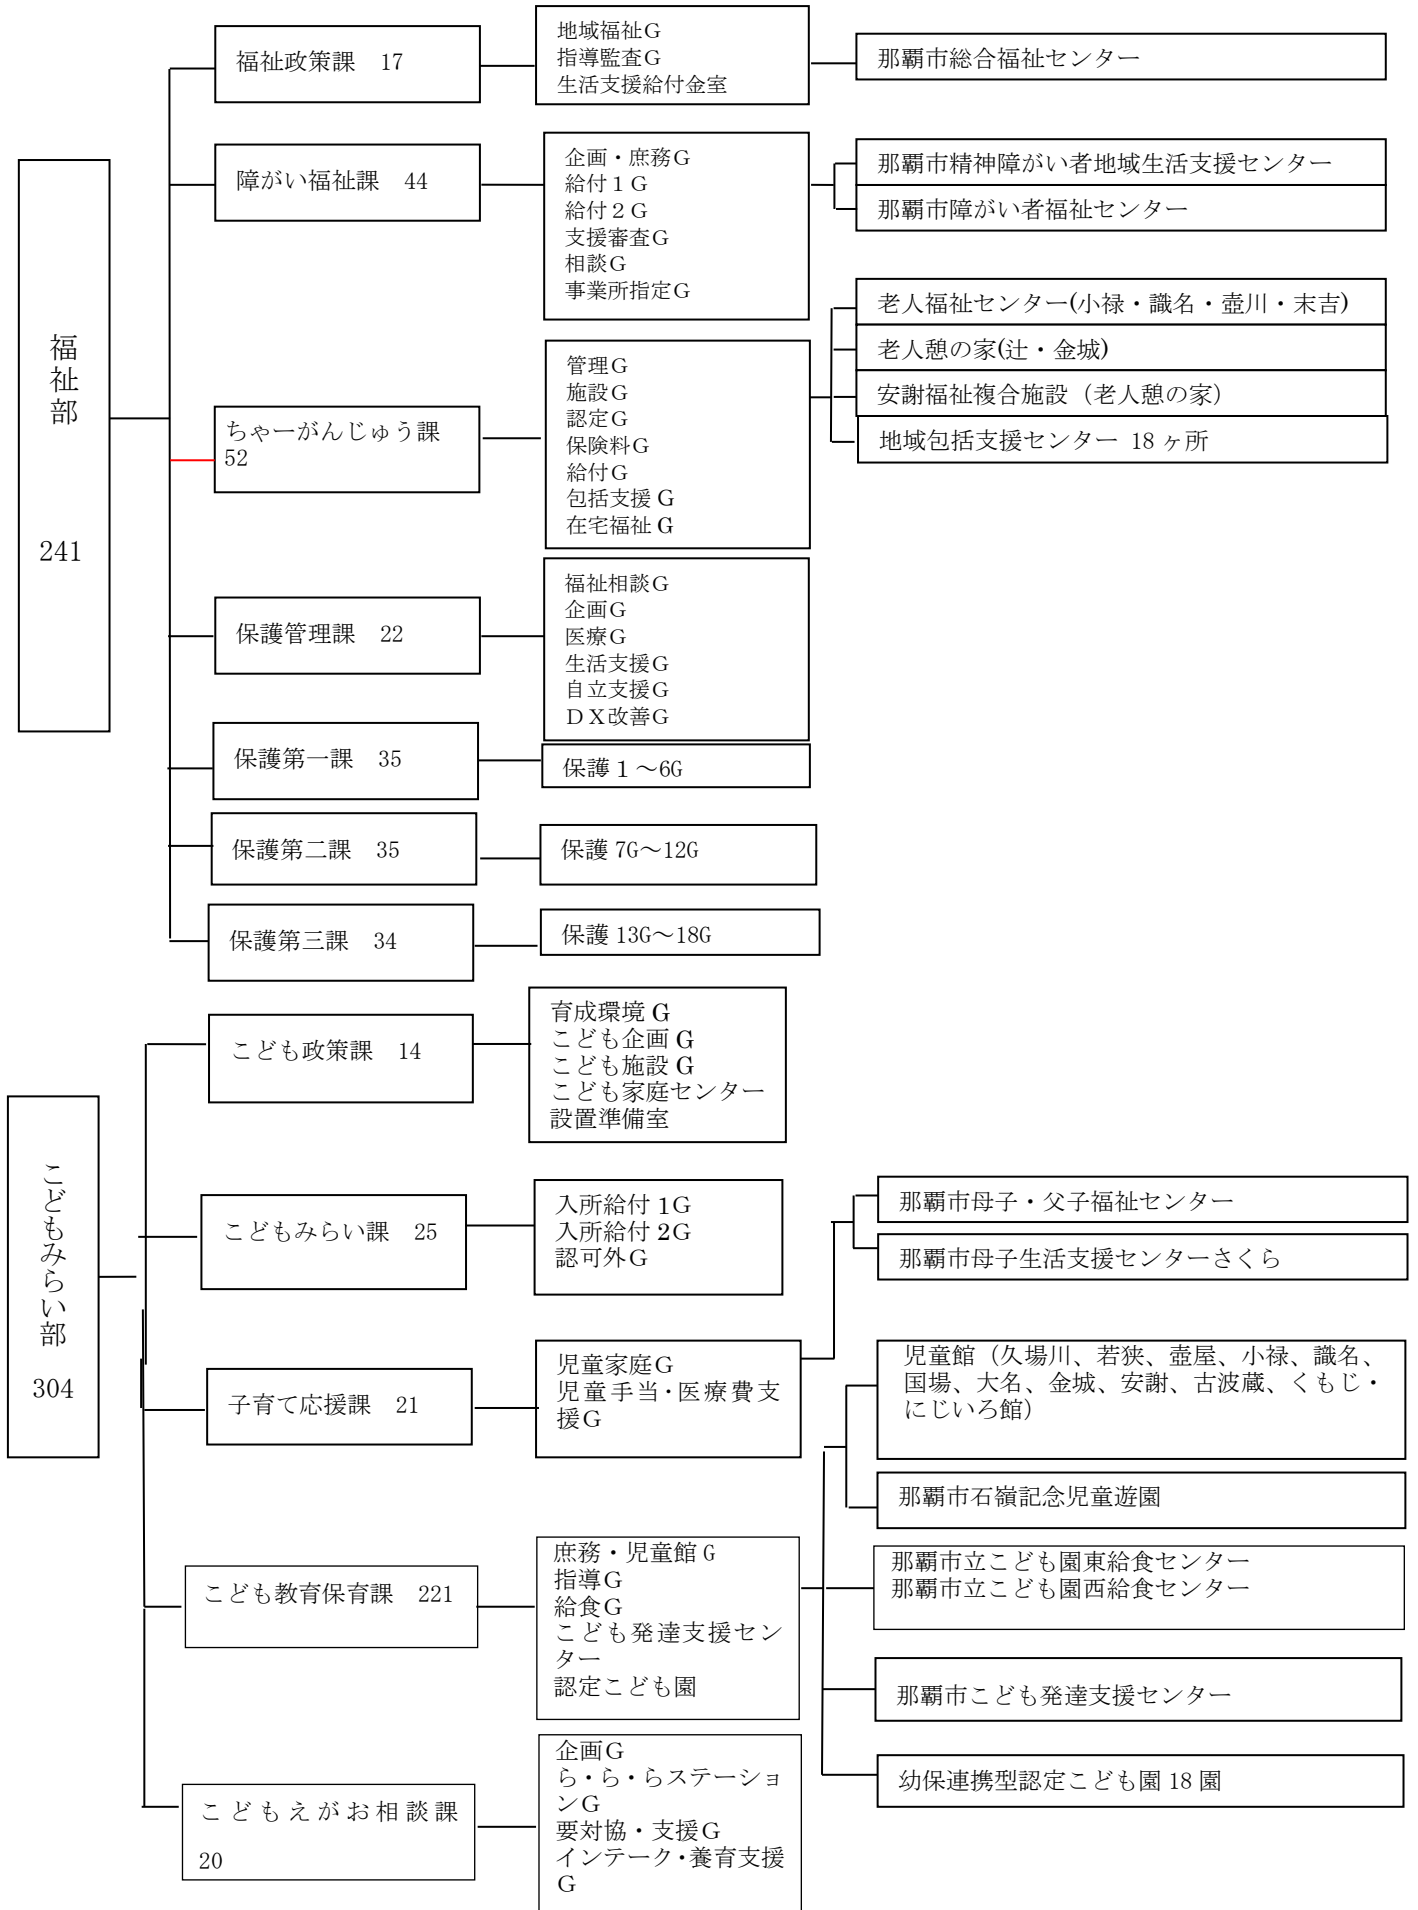 福祉部
241
福祉政策課　17
地域福祉Ｇ
指導監査Ｇ
生活支援給付金室
那覇市総合福祉センター
障がい福祉課　44
企画・庶務Ｇ
給付１Ｇ
給付２Ｇ
支援審査Ｇ
相談Ｇ
事業所指定Ｇ
那覇市精神障がい者地域生活支援センター
那覇市障がい者福祉センター
ちゃーがんじゅう課
52
管理Ｇ
施設Ｇ
認定Ｇ
保険料Ｇ
給付Ｇ
包括支援 G
在宅福祉 G
老人福祉センター(小禄・識名・壺川・末吉)
老人憩の家(辻・金城)
安謝福祉複合施設（老人憩の家）
地域包括支援センター 18 ヶ所
保護管理課　22
福祉相談Ｇ
企画Ｇ
医療Ｇ
生活支援Ｇ
自立支援Ｇ
ＤＸ改善Ｇ
保護第一課　35
保護１～6G
保護第二課　35
保護 7G～12G
保護第三課　34
保護 13G～18G
こどもみらい部
304
こども政策課　14
育成環境 G
こども企画 G
こども施設 G
こども家庭センター
設置準備室
こどもみらい課　25
入所給付 1G
入所給付 2G
認可外Ｇ
子育て応援課　21
児童家庭Ｇ
児童手当・医療費支
援Ｇ
那覇市母子・父子福祉センター
那覇市母子生活支援センターさくら
こども教育保育課　221
庶務・児童館 G
指導Ｇ
給食Ｇ
こども発達支援セン
ター
認定こども園
児童館（久場川、若狭、壺屋、小禄、識名、
国場、大名、金城、安謝、古波蔵、くもじ・
にじいろ館）
那覇市石嶺記念児童遊園
那覇市立こども園東給食センター
那覇市立こども園西給食センター
那覇市こども発達支援センター
幼保連携型認定こども園 18 園
こどもえがお相談課
20
企画Ｇ
ら・ら・らステーショ
ンＧ
要対協・支援Ｇ
インテーク・養育支援
Ｇ